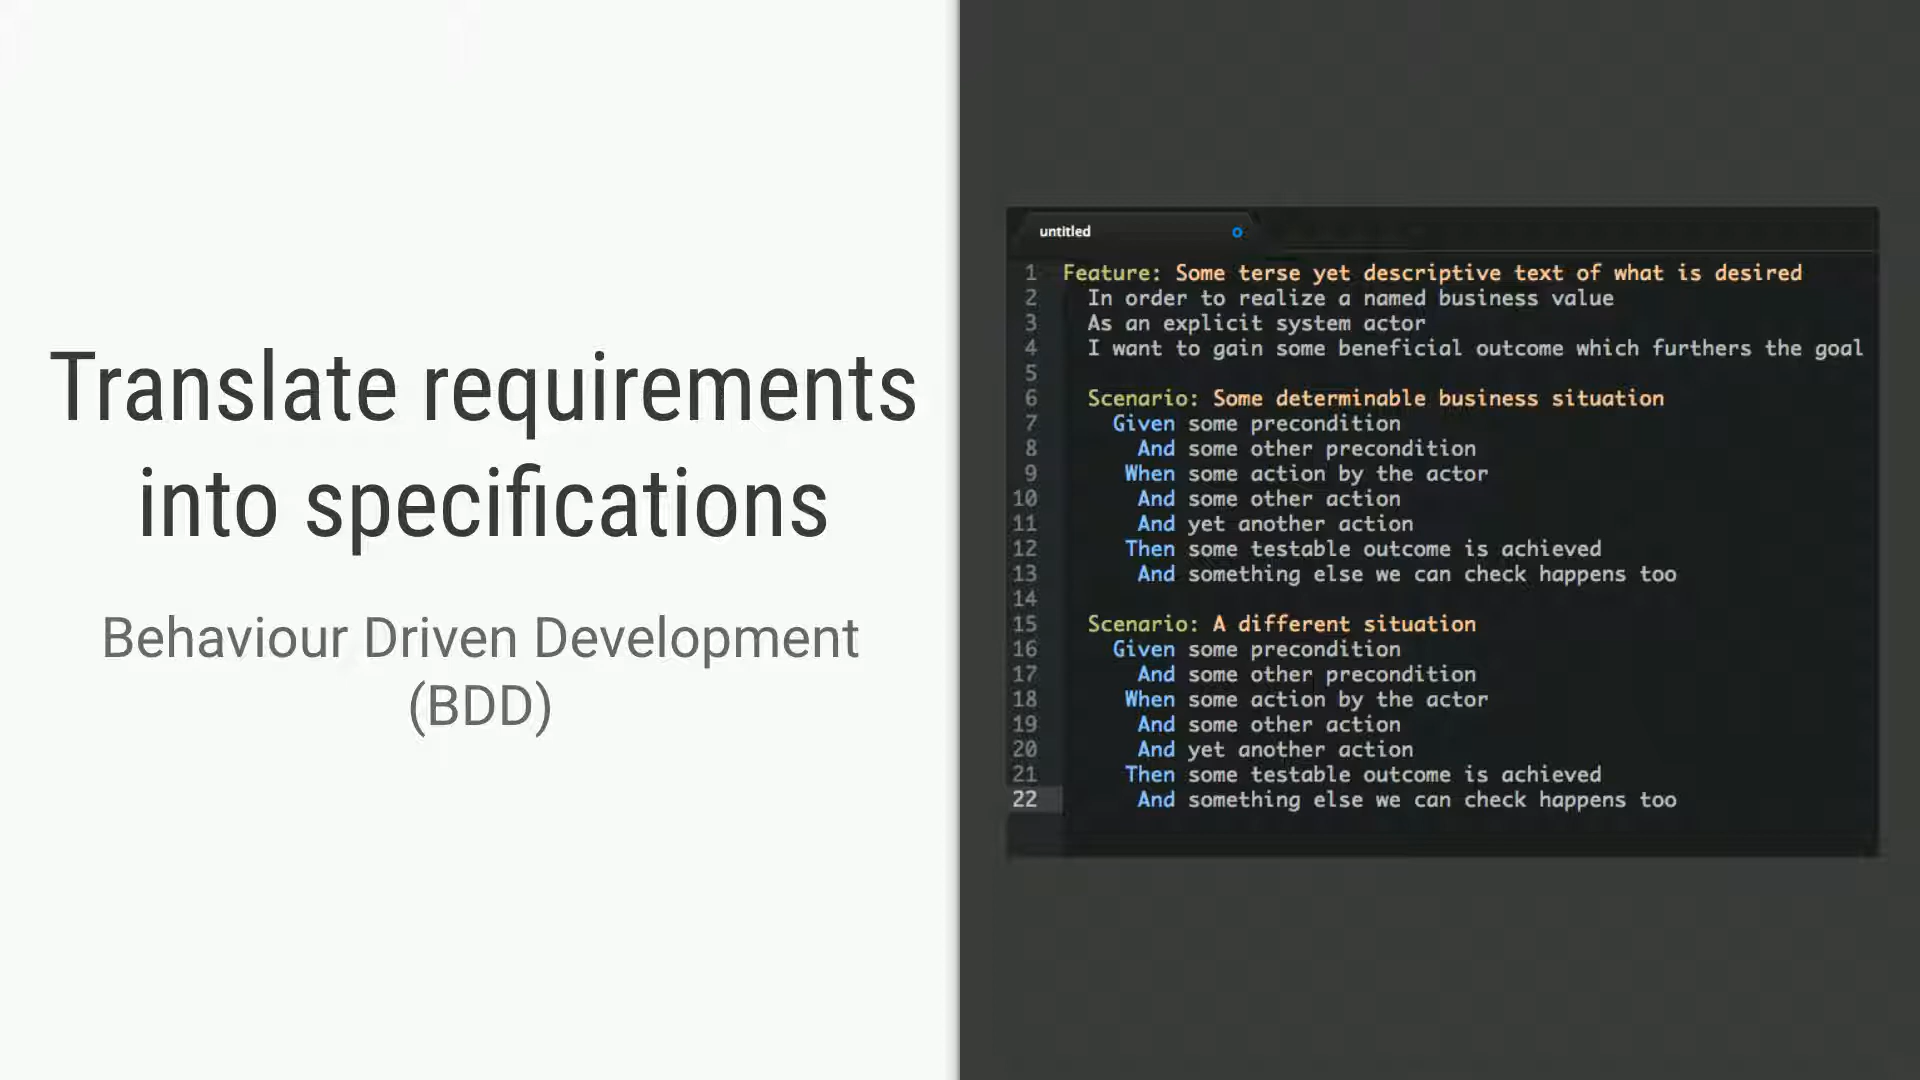 Translate requirements
into specifications
Behaviour Driven Development
(BDD)
untitled
1 Feature: Some terse yet descriptive text of what is desired
2 In order to realize a named business value
3 As an explicit system actor
4 I want to gain some beneficial outcome which furthers the goal
5
6 Scenario: Some determinable business situation
7 Given some precondition
8 And some other precondition
9 When some action by the actor
10 And some other action
11 And yet another action
12 Then some testable outcome is achieved
13 And something else we can check happens too
14
15 Scenario: A different situation
16 Given some precondition
17 And some other precondition
18 When some action by the actor
19 And some other action
20 And yet another action
21 Then some testable outcome is achieved
22 And something else we can check happens too